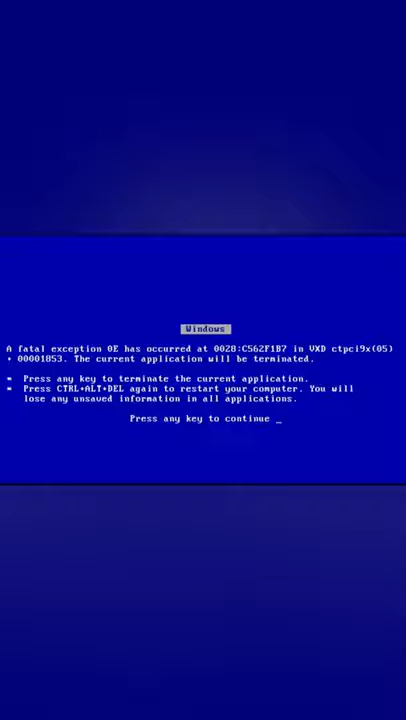 Windows
A fatal exception 0E has occurred at 0028:C562F1B7 in VXD ctpci9x(05)
+ 00001853. The current application will be terminated.
* Press any key to terminate the current application.
* Press CTRL+ALT+DEL again to restart your computer. You will
lose any unsaved information in all applications.
Press any key to continue _